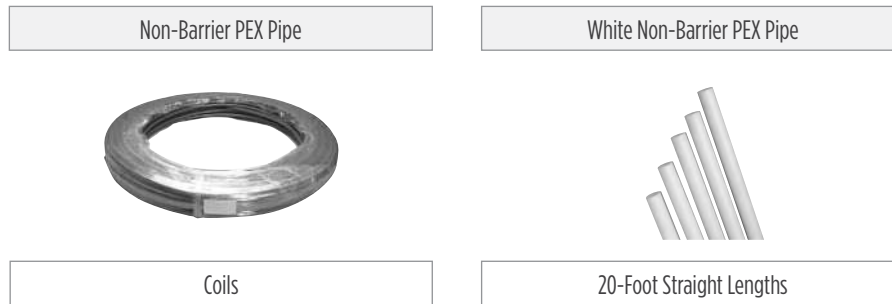 Non-Barrier PEX Pipe
White Non-Barrier PEX Pipe
Coils
20-Foot Straight Lengths